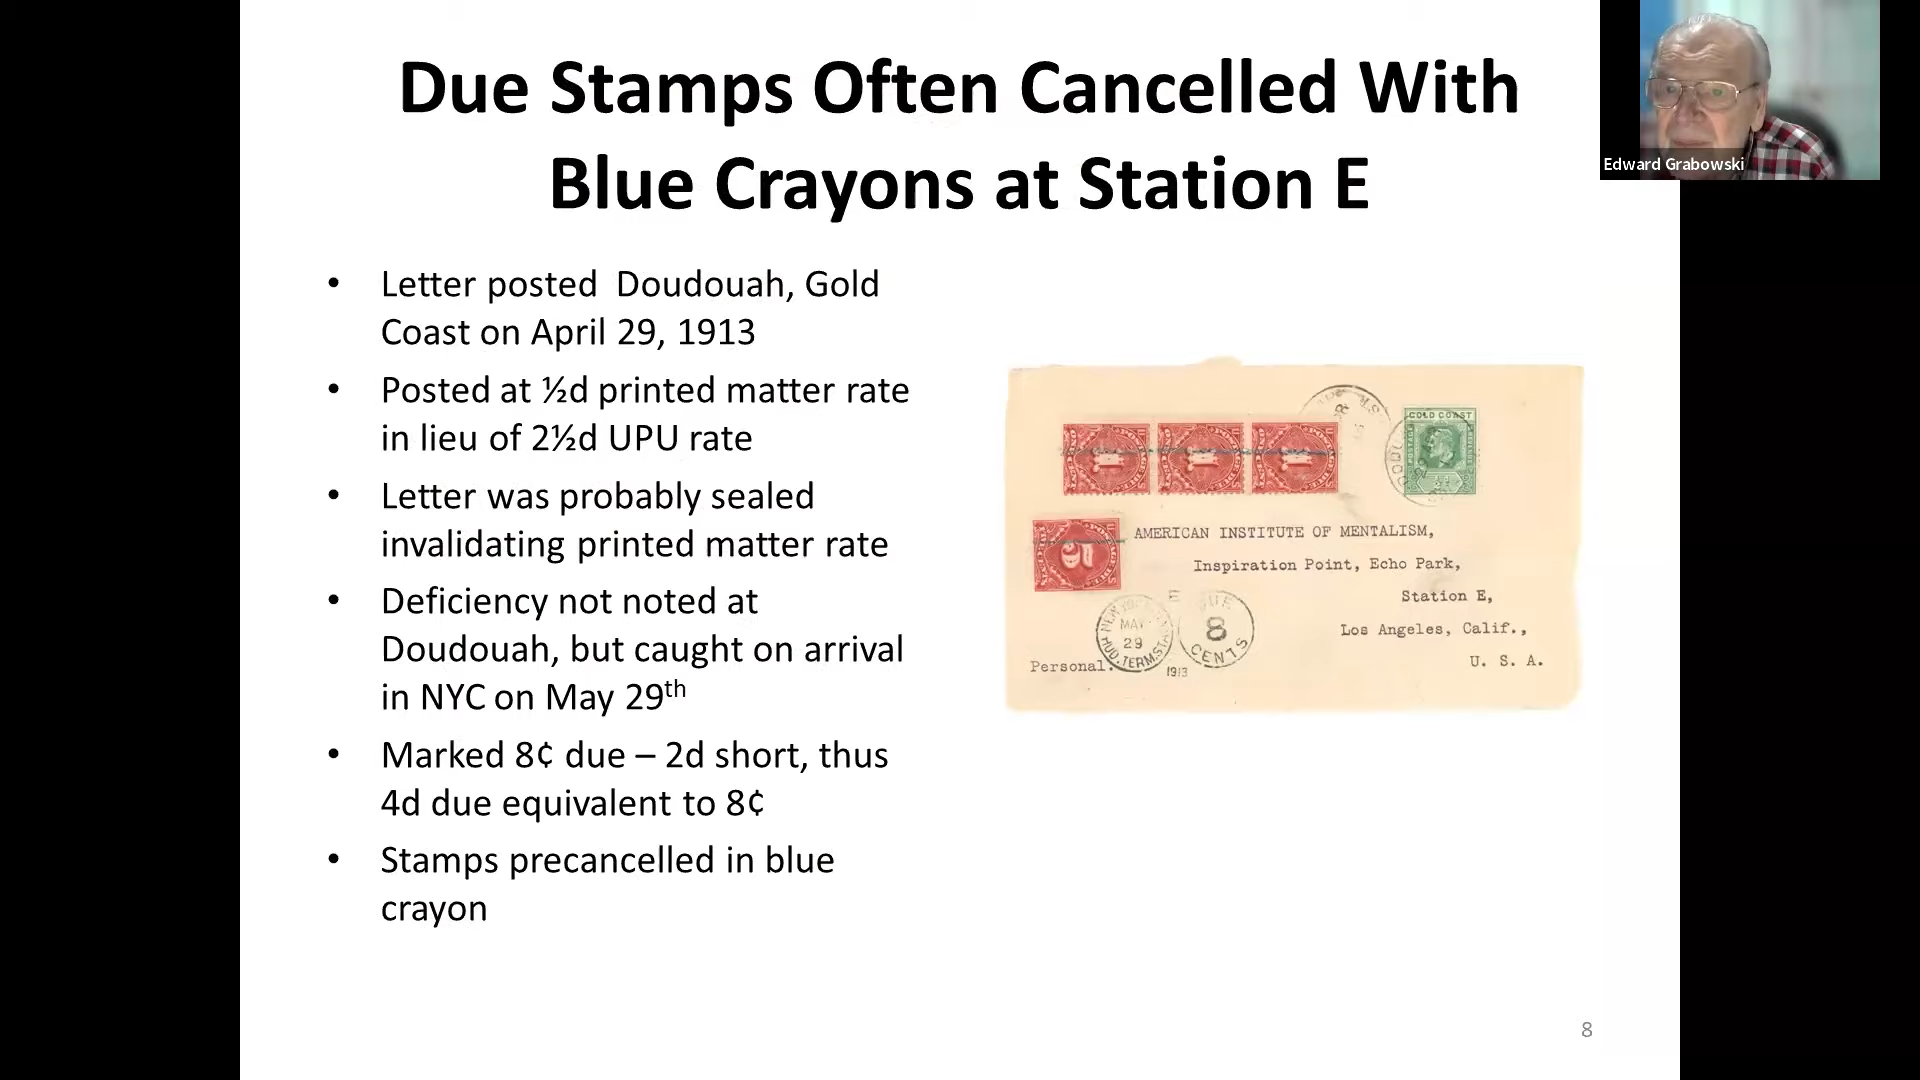 Due Stamps Often Cancelled With
Blue Crayons at Station E
Edward Grabowski
• Letter posted  Doudouah, Gold
Coast on April 29, 1913
• Posted at ½d printed matter rate
in lieu of 2½d UPU rate
• Letter was probably sealed
invalidating printed matter rate
• Deficiency not noted at
Doudouah, but caught on arrival
in NYC on May 29th
• Marked 8¢ due – 2d short, thus
4d due equivalent to 8¢
• Stamps precancelled in blue
crayon
GOLD COAST
AMERICAN INSTITUTE OF MENTALISM,
Inspiration Point, Echo Park,
Station E,
Los Angeles, Calif.,
U. S. A.
Personal.
MAY
29
HUD.TERM.STA.
1913
DUE
8
CENTS
8